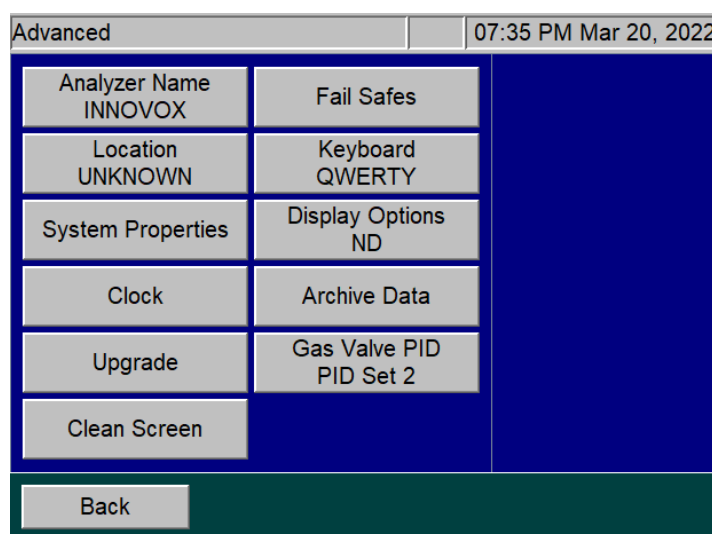 Advanced
07:35 PM Mar 20, 2022
Analyzer Name
INNOVOX
Fail Safes
Location
UNKNOWN
Keyboard
QWERTY
System Properties
Display Options
ND
Clock
Archive Data
Upgrade
Gas Valve PID
PID Set 2
Clean Screen
Back